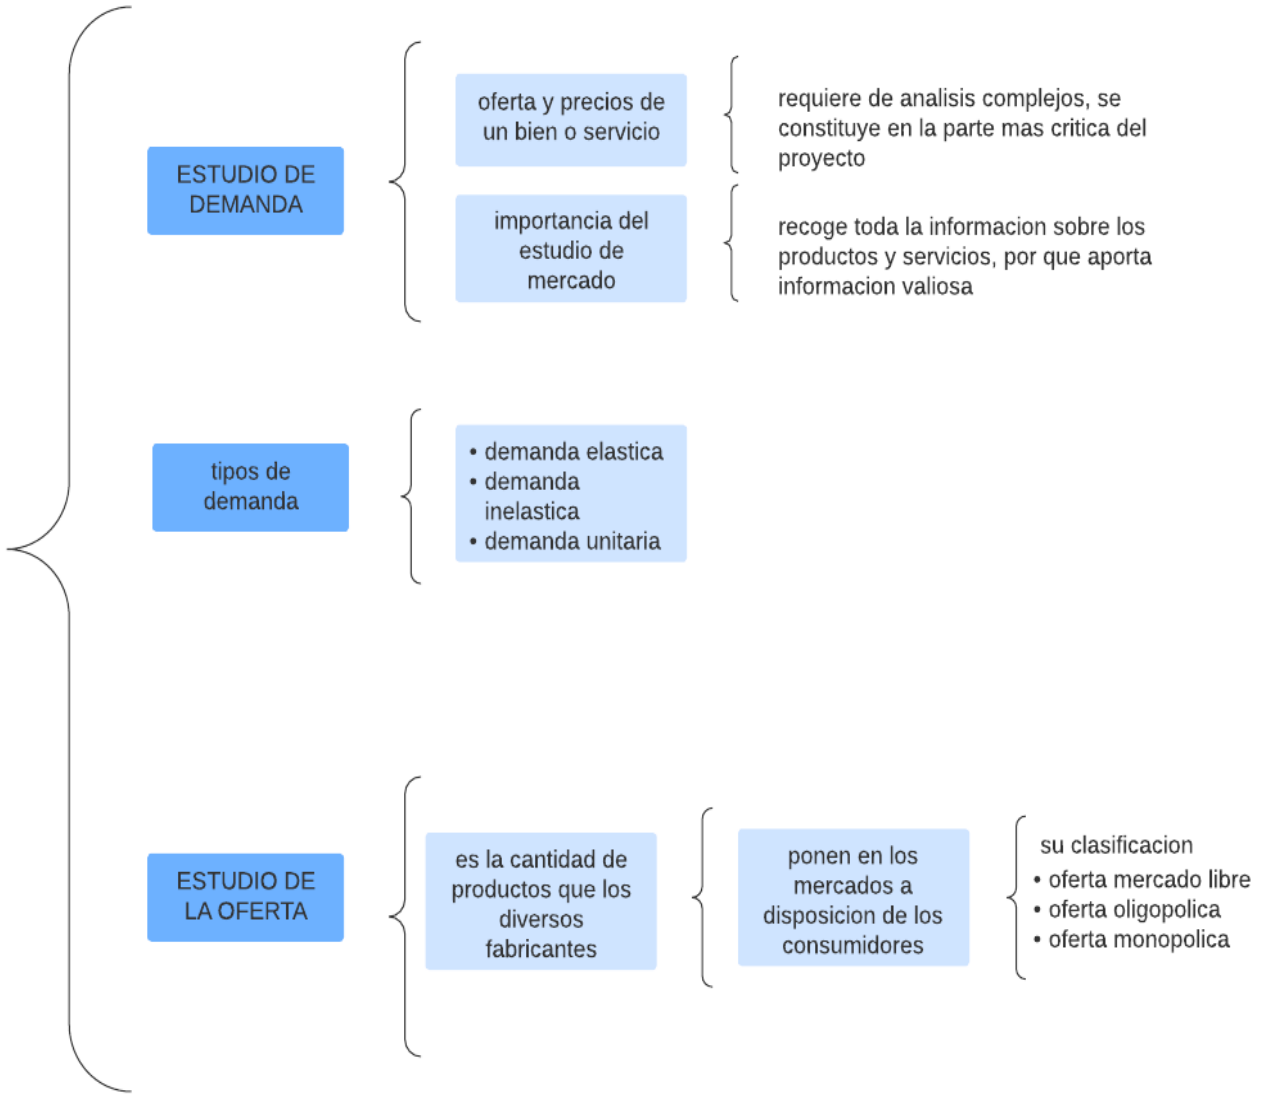 ESTUDIO DE
DEMANDA
oferta y precios de
un bien o servicio
requiere de analisis complejos, se
constituye en la parte mas critica del
proyecto
importancia del
estudio de
mercado
recoge toda la informacion sobre los
productos y servicios, por que aporta
informacion valiosa
tipos de
demanda
• demanda elastica
• demanda
inelastica
• demanda unitaria
ESTUDIO DE
LA OFERTA
es la cantidad de
productos que los
diversos
fabricantes
ponen en los
mercados a
disposicion de los
consumidores
su clasificacion
• oferta mercado libre
• oferta oligopolica
• oferta monopolica